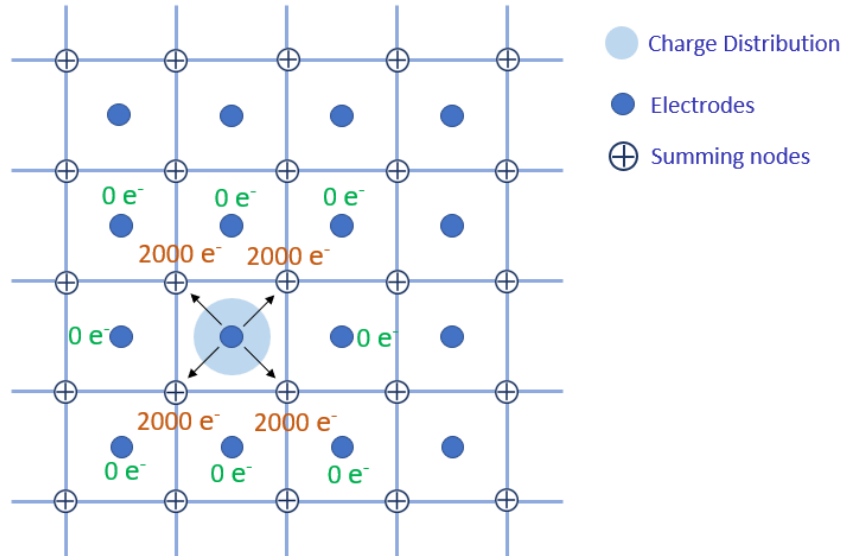 Charge Distribution
Electrodes
Summing nodes
0 e⁻ 0 e⁻ 0 e⁻
2000 e⁻ 2000 e⁻
0 e⁻ 0 e⁻
2000 e⁻ 2000 e⁻
0 e⁻ 0 e⁻ 0 e⁻